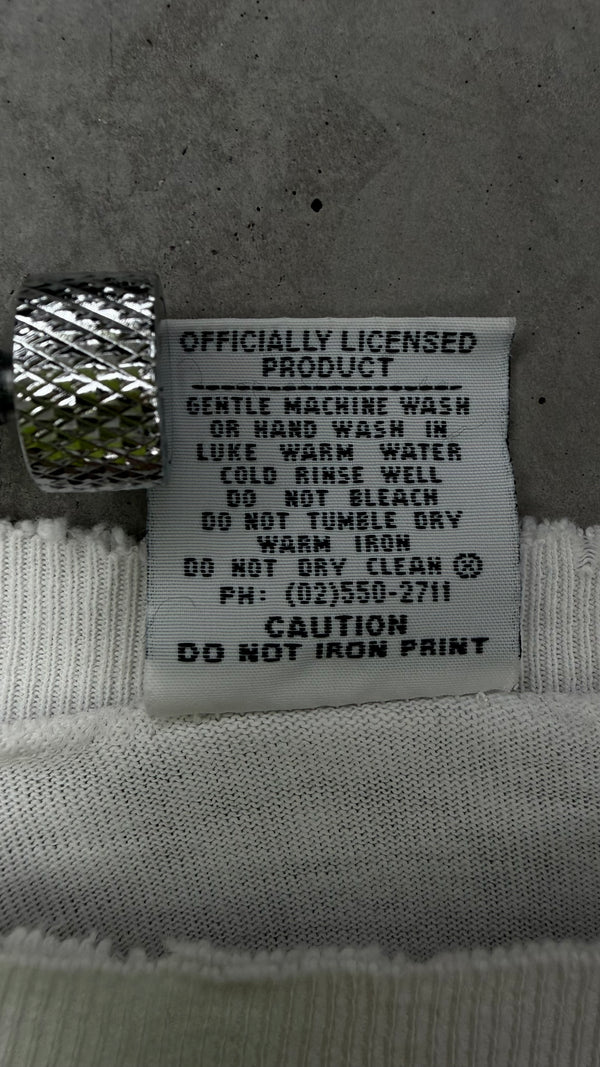 OFFICIALLY LICENSED
PRODUCT
GENTLE MACHINE WASH
OR HAND WASH IN
LUKE WARM WATER
COLD RINSE WELL
DO NOT BLEACH
DO NOT TUMBLE DRY
WARM IRON
DO NOT DRY CLEAN
PH: (02)550-2711
CAUTION
DO NOT IRON PRINT